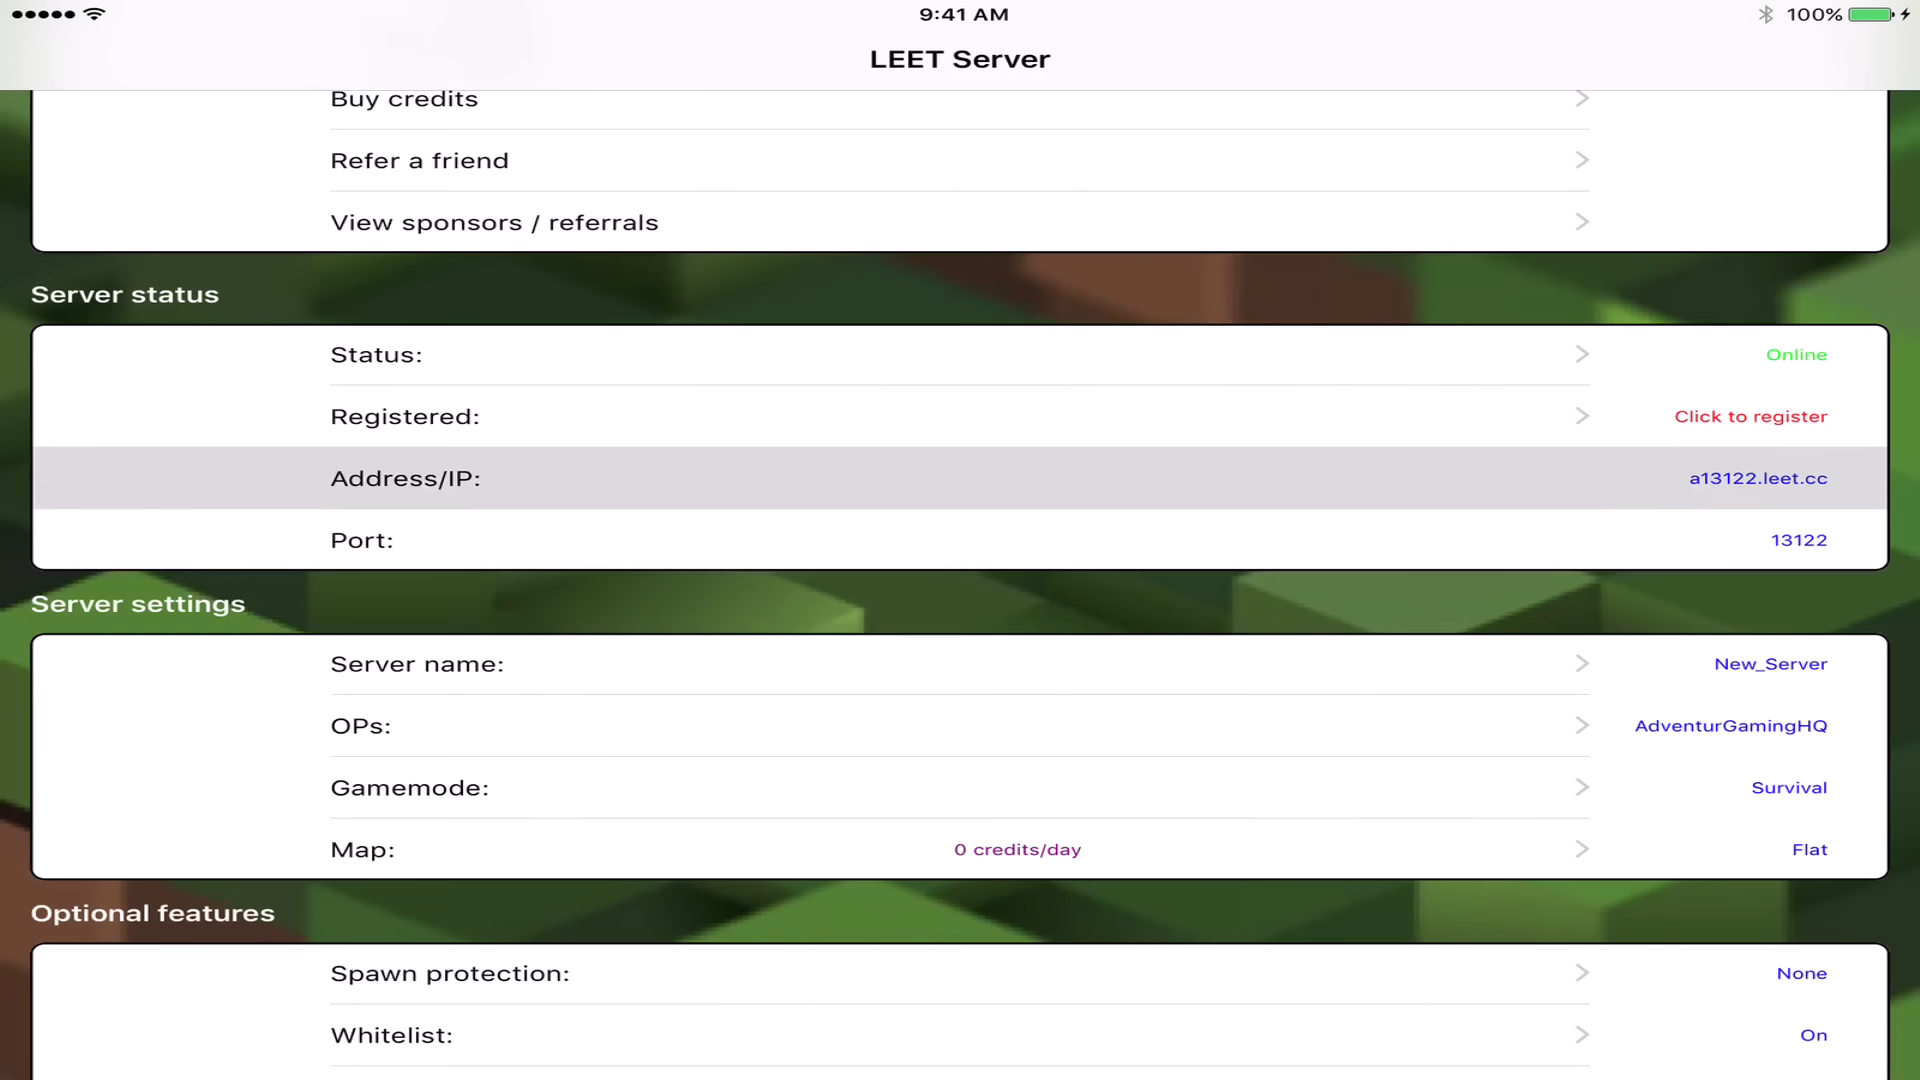 9:41 AM
100%
LEET Server
Buy credits
Refer a friend
View sponsors / referrals
Server status
Status: Online
Registered: Click to register
Address/IP: a13122.leet.cc
Port: 13122
Server settings
Server name: New_Server
OPs: AdventurGamingHQ
Gamemode: Survival
Map: 0 credits/day Flat
Optional features
Spawn protection: None
Whitelist: On